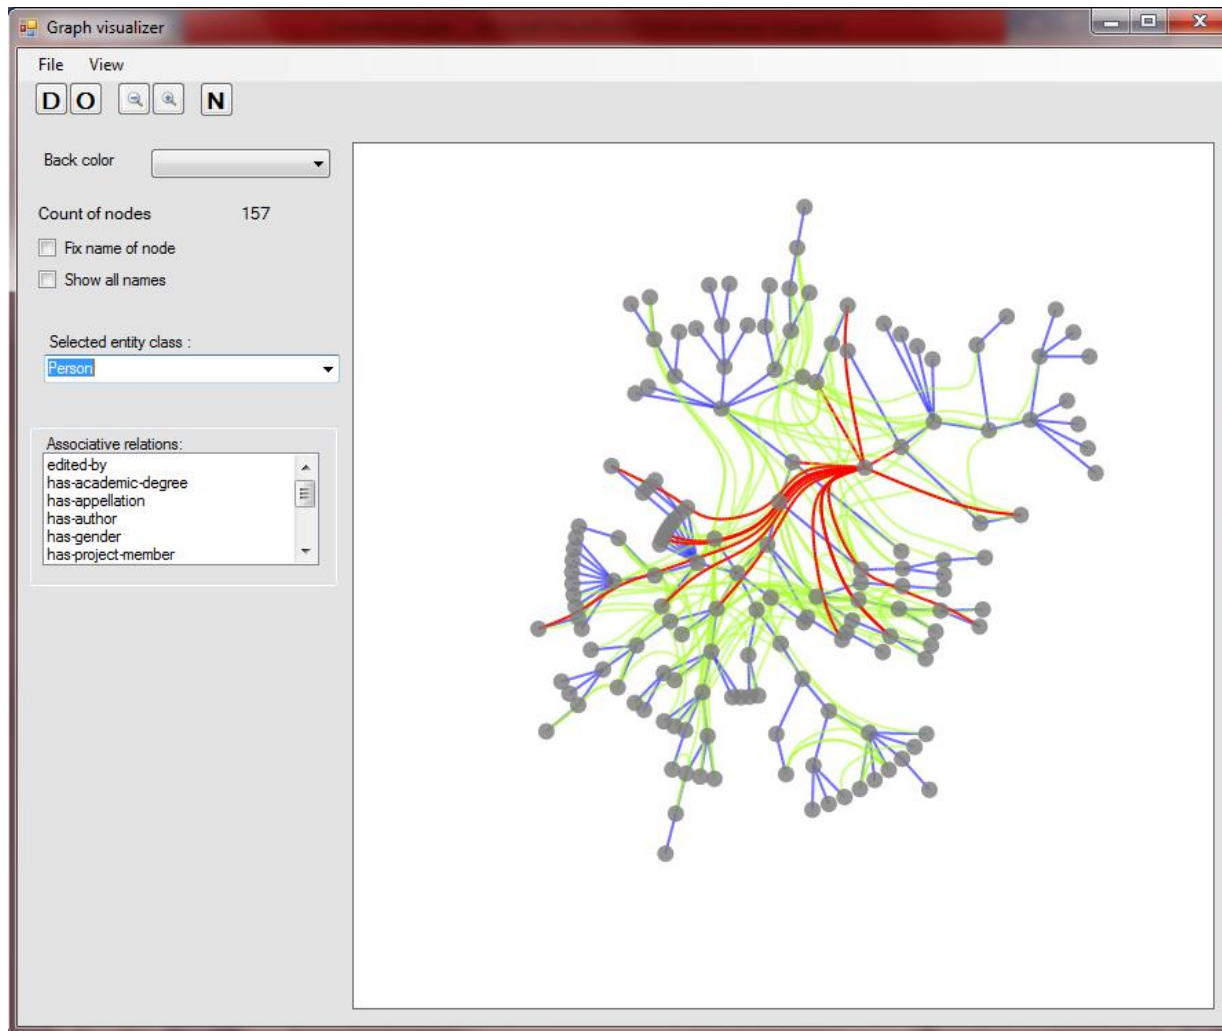 Graph visualizer
File View
D O N
Back color
Count of nodes 157
Fix name of node
Show all names
Selected entity class :
Person
Associative relations:
edited-by
has-academic-degree
has-appellation
has-author
has-gender
has-project-member